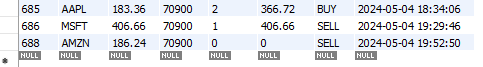 685 AAPL 183.36 70900 2 366.72 BUY 2024-05-04 18:34:06
686 MSFT 406.66 70900 1 406.66 SELL 2024-05-04 19:29:46
688 AMZN 186.24 70900 0 0 SELL 2024-05-04 19:52:50
NULL NULL NULL NULL NULL NULL NULL NULL